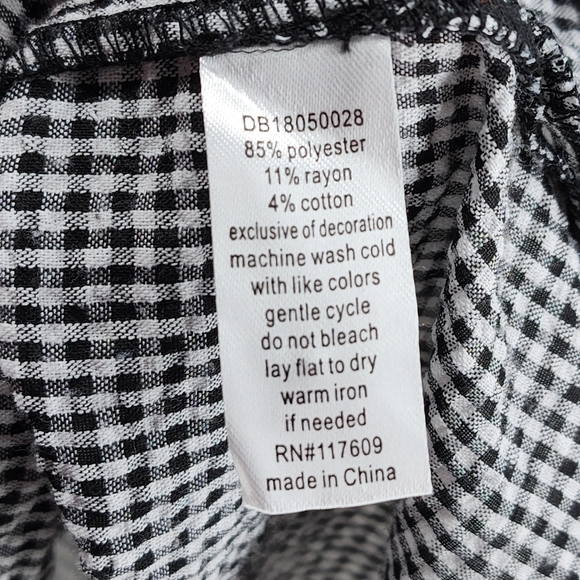 DB18050028
85% polyester
11% rayon
4% cotton
exclusive of decoration
machine wash cold
with like colors
gentle cycle
do not bleach
lay flat to dry
warm iron
if needed
RN#117609
made in China